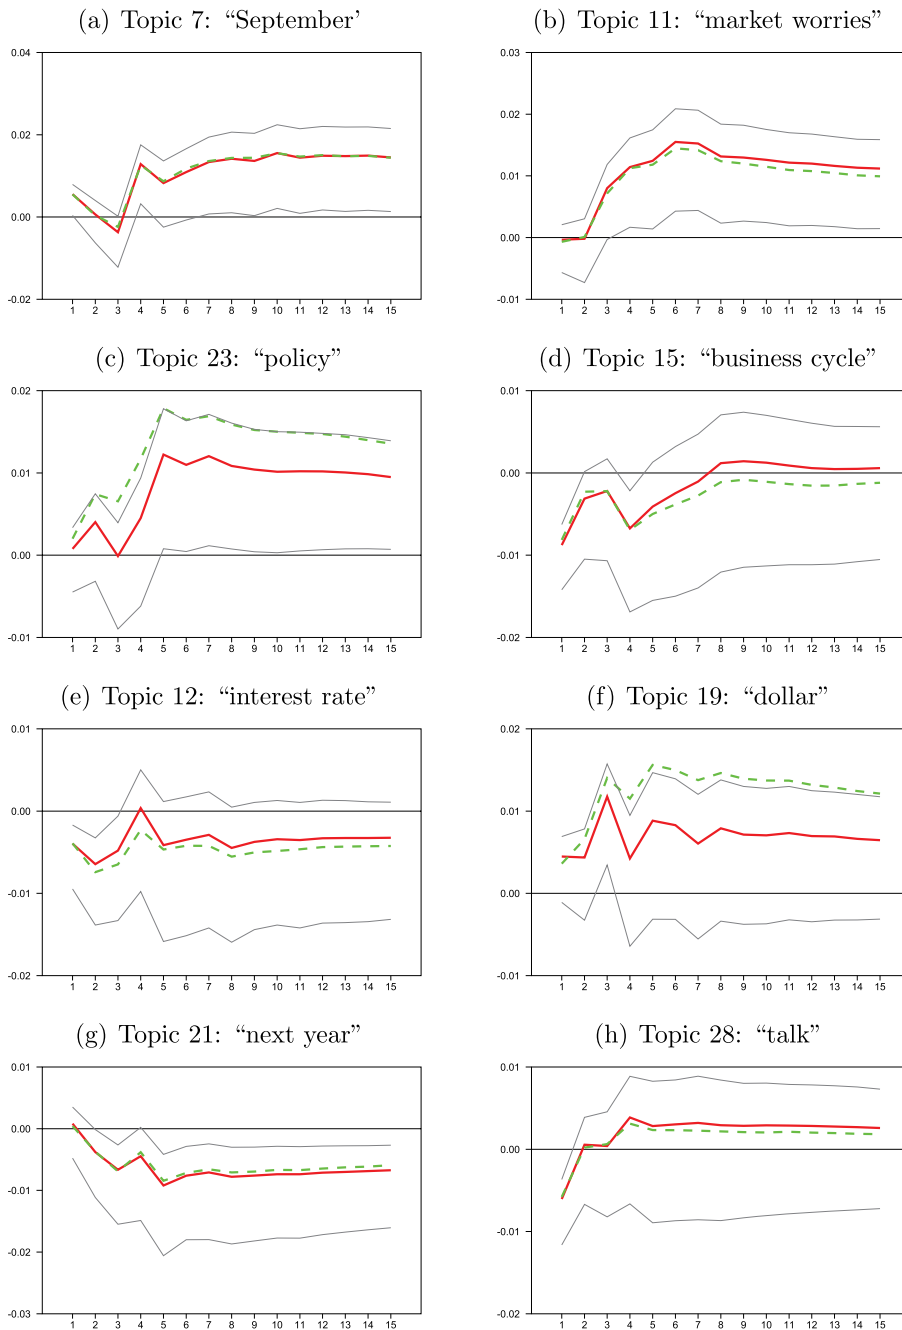 (a) Topic 7: “September’
(b) Topic 11: “market worries”
0.04
0.02
0.00
-0.02
1 2 3 4 5 6 7 8 9 10 11 12 13 14 15
0.03
0.02
0.01
0.00
-0.01
1 2 3 4 5 6 7 8 9 10 11 12 13 14 15
(c) Topic 23: “policy”
(d) Topic 15: “business cycle”
0.02
0.01
0.00
-0.01
1 2 3 4 5 6 7 8 9 10 11 12 13 14 15
0.01
0.00
-0.01
-0.02
1 2 3 4 5 6 7 8 9 10 11 12 13 14 15
(e) Topic 12: “interest rate”
(f) Topic 19: “dollar”
0.01
0.00
-0.01
-0.02
1 2 3 4 5 6 7 8 9 10 11 12 13 14 15
0.02
0.01
0.00
-0.01
1 2 3 4 5 6 7 8 9 10 11 12 13 14 15
(g) Topic 21: “next year”
(h) Topic 28: “talk”
0.01
0.00
-0.01
-0.02
-0.03
1 2 3 4 5 6 7 8 9 10 11 12 13 14 15
0.01
0.00
-0.01
-0.02
1 2 3 4 5 6 7 8 9 10 11 12 13 14 15